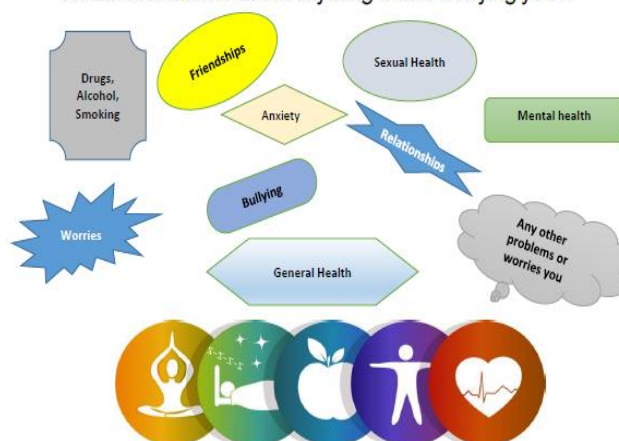 Friendships
Sexual Health
Drugs,
Alcohol,
Smoking
Anxiety
Mental health
Relationships
Bullying
Worries
Any other
problems or
worries you
General Health